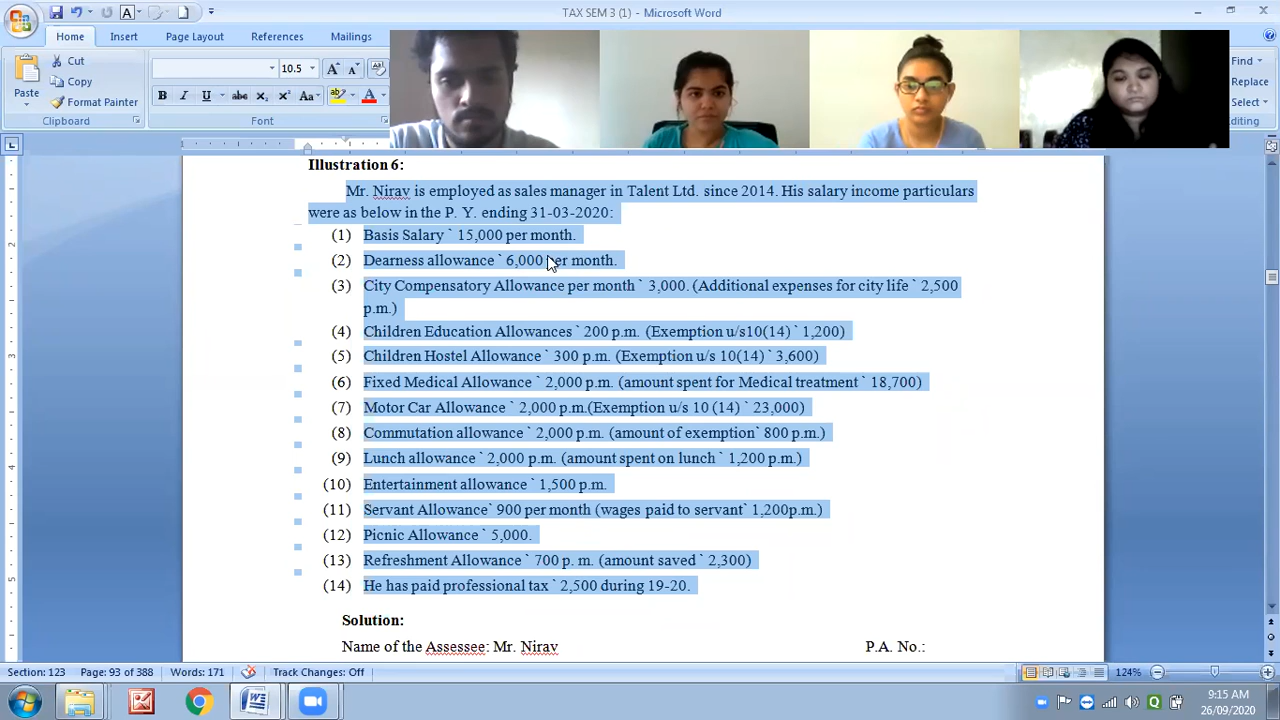 TAX SEM 3 (1) - Microsoft Word
Home Insert Page Layout References Mailings
Cut
Copy
Format Painter
Paste
Clipboard
10.5
Font
Find
Replace
Select
Illustration 6:
Mr. Nirav is employed as sales manager in Talent Ltd. since 2014. His salary income particulars
were as below in the P. Y. ending 31-03-2020:
(1) Basis Salary ` 15,000 per month.
(2) Dearness allowance ` 6,000 per month.
(3) City Compensatory Allowance per month ` 3,000. (Additional expenses for city life ` 2,500
p.m.)
(4) Children Education Allowances ` 200 p.m. (Exemption u/s10(14) ` 1,200)
(5) Children Hostel Allowance ` 300 p.m. (Exemption u/s 10(14) ` 3,600)
(6) Fixed Medical Allowance ` 2,000 p.m. (amount spent for Medical treatment ` 18,700)
(7) Motor Car Allowance ` 2,000 p.m.(Exemption u/s 10 (14) ` 23,000)
(8) Commutation allowance ` 2,000 p.m. (amount of exemption` 800 p.m.)
(9) Lunch allowance ` 2,000 p.m. (amount spent on lunch ` 1,200 p.m.)
(10) Entertainment allowance ` 1,500 p.m.
(11) Servant Allowance` 900 per month (wages paid to servant` 1,200p.m.)
(12) Picnic Allowance ` 5,000.
(13) Refreshment Allowance ` 700 p. m. (amount saved ` 2,300)
(14) He has paid professional tax ` 2,500 during 19-20.
Solution:
Name of the Assessee: Mr. Nirav P.A. No.:
Section: 123 Page: 93 of 388 Words: 171 Track Changes: Off 124%
9:15 AM
26/09/2020